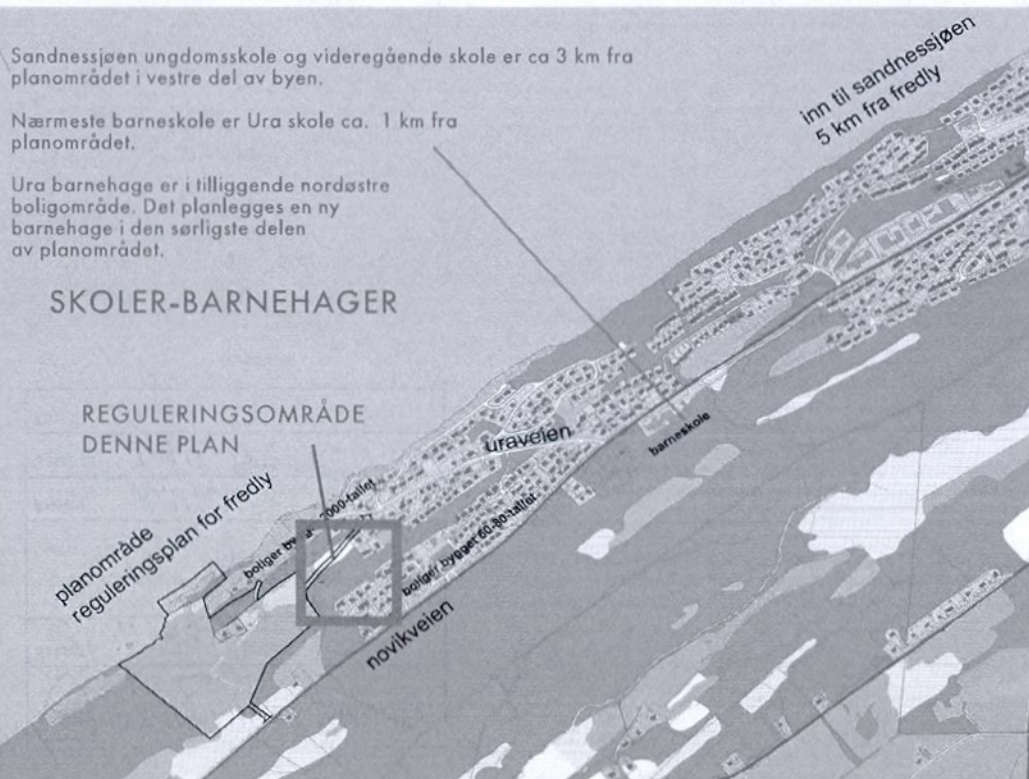 Sandnessjøen ungdomsskole og videregående skole er ca 3 km fra
planområdet i vestre del av byen.
Nærmeste barneskole er Ura skole ca. 1 km fra
planområdet.
Ura barnehage er i tilliggende nordøstre
boligområde. Det planlegges en ny
barnehage i den sørligste delen
av planområdet.
SKOLER-BARNEHAGER
inn til sandnessjøen
5 km fra fredly
REGULERINGSOMRÅDE
DENNE PLAN
uraveien
barneskole
planområde
reguleringsplan for fredly
boliger 2000-tallet
boliger bygget 60-80-tallet
novikveien